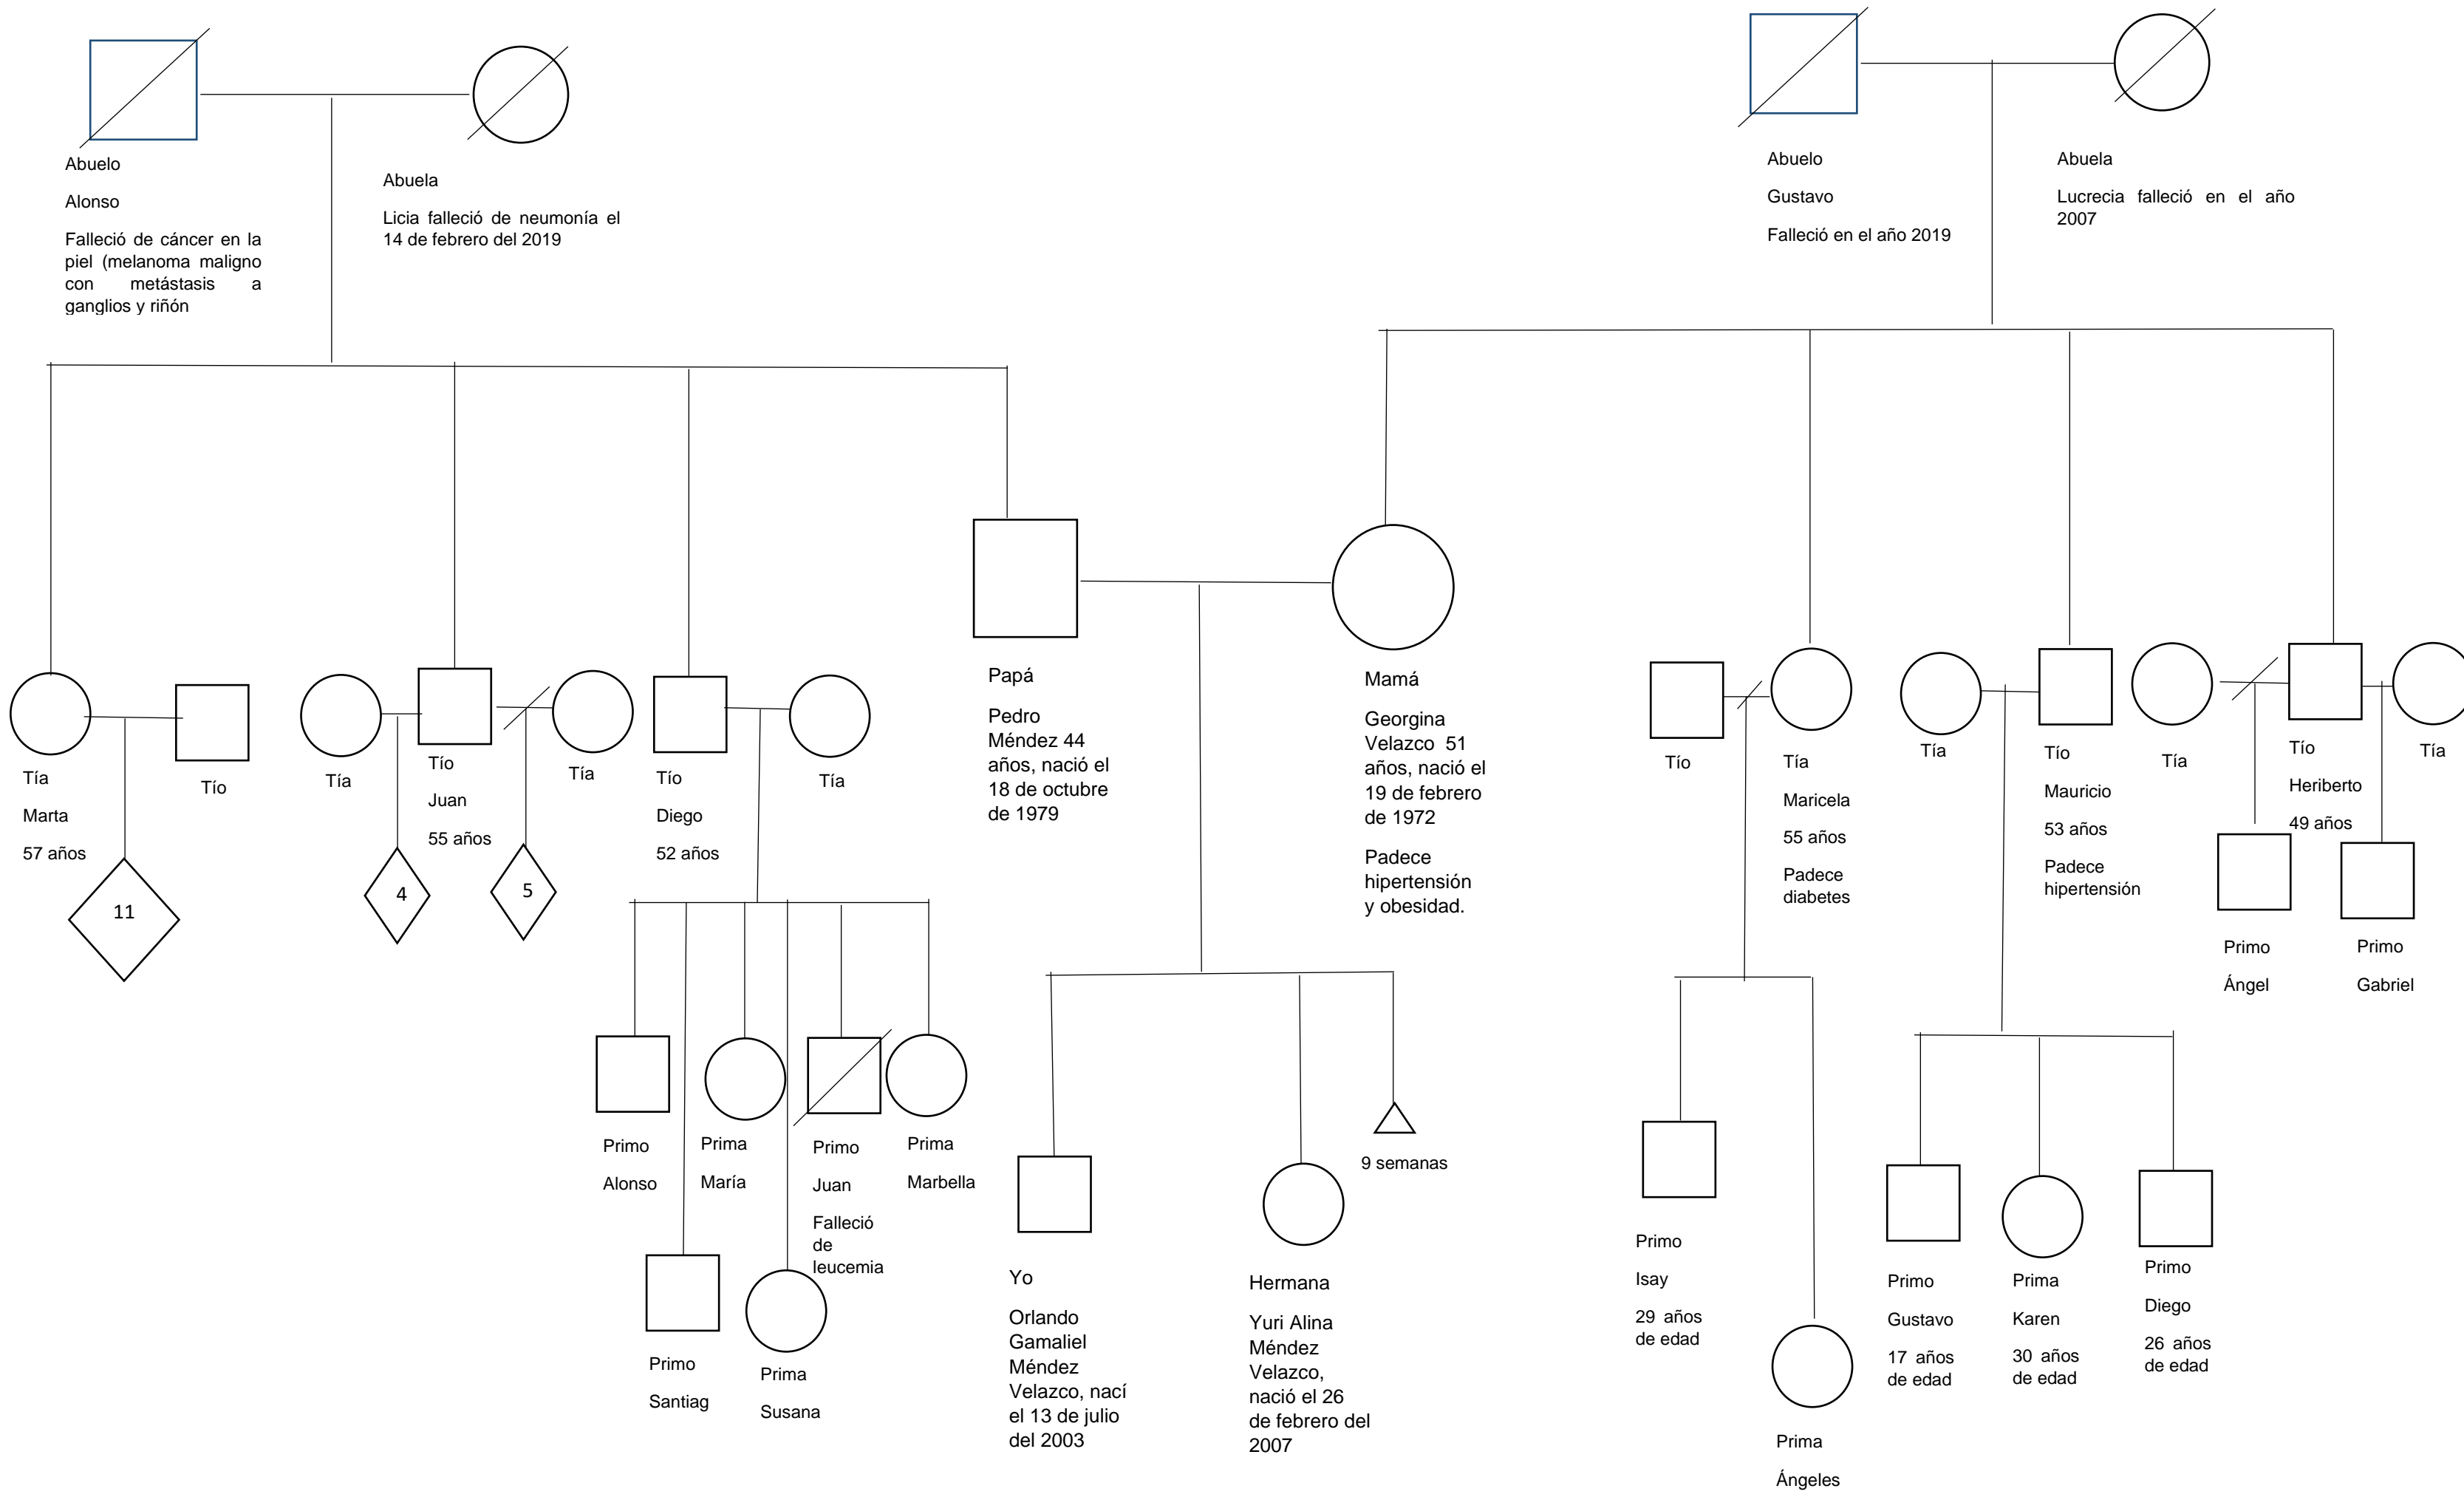 Abuelo
Alonso
Falleció de cáncer en la
piel (melanoma maligno
con metástasis a
ganglios y riñón
Abuela
Licia falleció de neumonía el
14 de febrero del 2019
Abuelo
Gustavo
Falleció en el año 2019
Abuela
Lucrecia falleció en el año
2007
Tía
Marta
57 años
Tío
11
Tía
4
Tío
Juan
55 años
5
Tía
Tío
Diego
52 años
Tía
Papá
Pedro
Méndez 44
años, nació el
18 de octubre
de 1979
Mamá
Georgina
Velazco 51
años, nació el
19 de febrero
de 1972
Padece
hipertensión
y obesidad.
Tío
Tía
Maricela
55 años
Padece
diabetes
Tía
Tío
Mauricio
53 años
Padece
hipertensión
Tía
Tío
Heriberto
49 años
Tía
Primo
Ángel
Primo
Gabriel
Primo
Alonso
Prima
María
Primo
Juan
Falleció
de
leucemia
Prima
Marbella
Primo
Santiag
Prima
Susana
Yo
Orlando
Gamaliel
Méndez
Velazco, nací
el 13 de julio
del 2003
Hermana
Yuri Alina
Méndez
Velazco,
nació el 26
de febrero del
2007
9 semanas
Primo
Isay
29 años
de edad
Prima
Ángeles
Primo
Gustavo
17 años
de edad
Prima
Karen
30 años
de edad
Primo
Diego
26 años
de edad